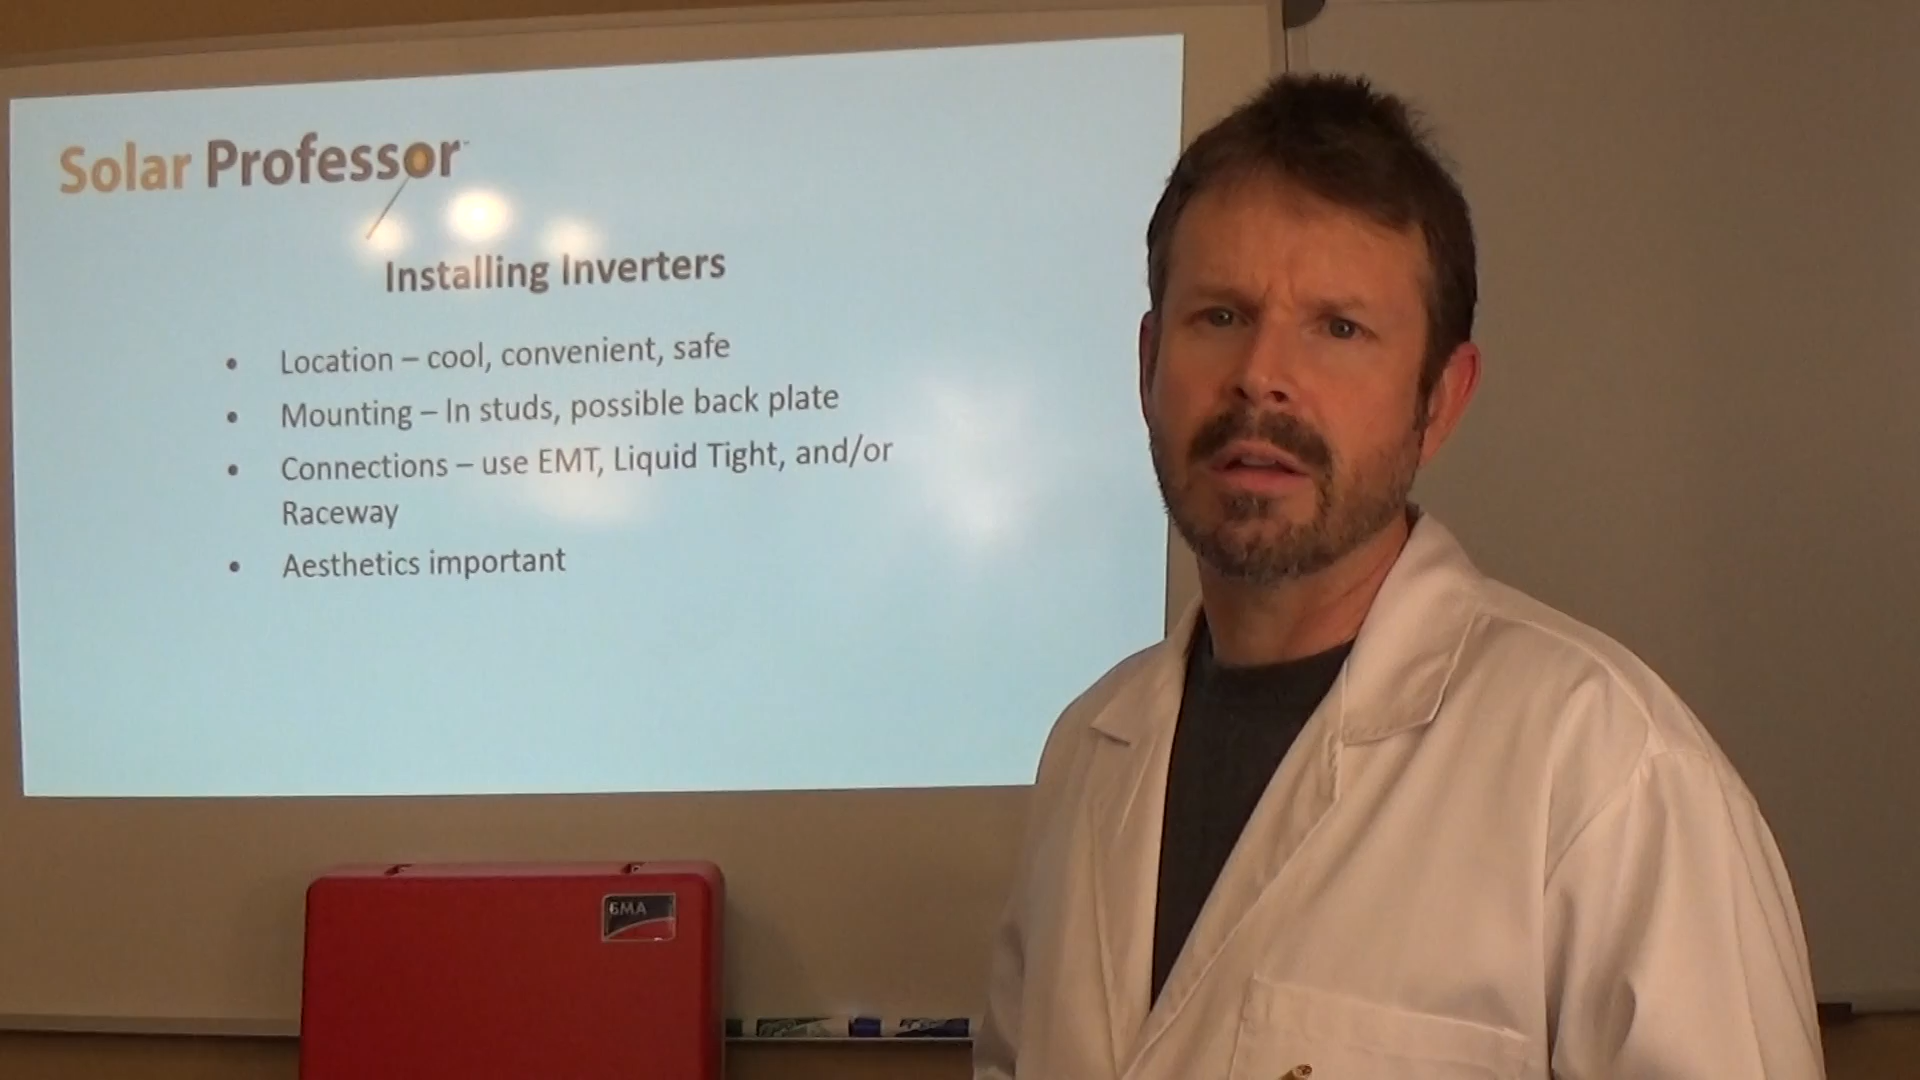 Solar Professor
Installing Inverters
• Location – cool, convenient, safe
• Mounting – In studs, possible back plate
• Connections – use EMT, Liquid Tight, and/or
Raceway
• Aesthetics important
SMA